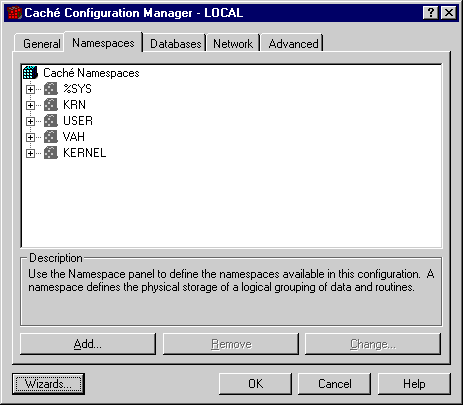 Caché Configuration Manager - LOCAL
General Namespaces Databases Network Advanced
Caché Namespaces
%SYS
KRN
USER
VAH
KERNEL
Description
Use the Namespace panel to define the namespaces available in this configuration. A
namespace defines the physical storage of a logical grouping of data and routines.
Add... Remove Change...
Wizards... OK Cancel Help